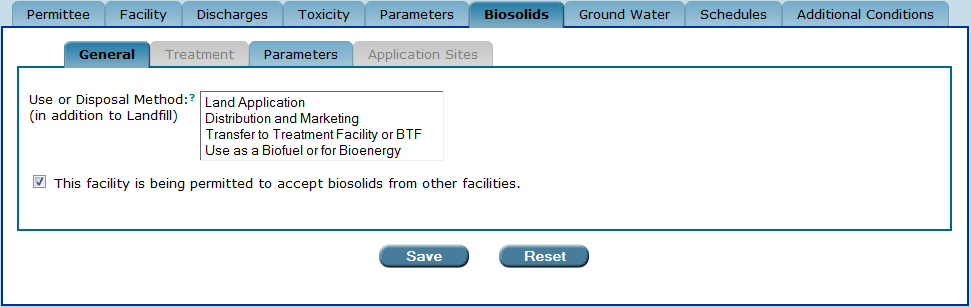 Permittee Facility Discharges Toxicity Parameters Biosolids Ground Water Schedules Additional Conditions
General Treatment Parameters Application Sites
Use or Disposal Method:?
(in addition to Landfill)
Land Application
Distribution and Marketing
Transfer to Treatment Facility or BTF
Use as a Biofuel or for Bioenergy
This facility is being permitted to accept biosolids from other facilities.
Save Reset